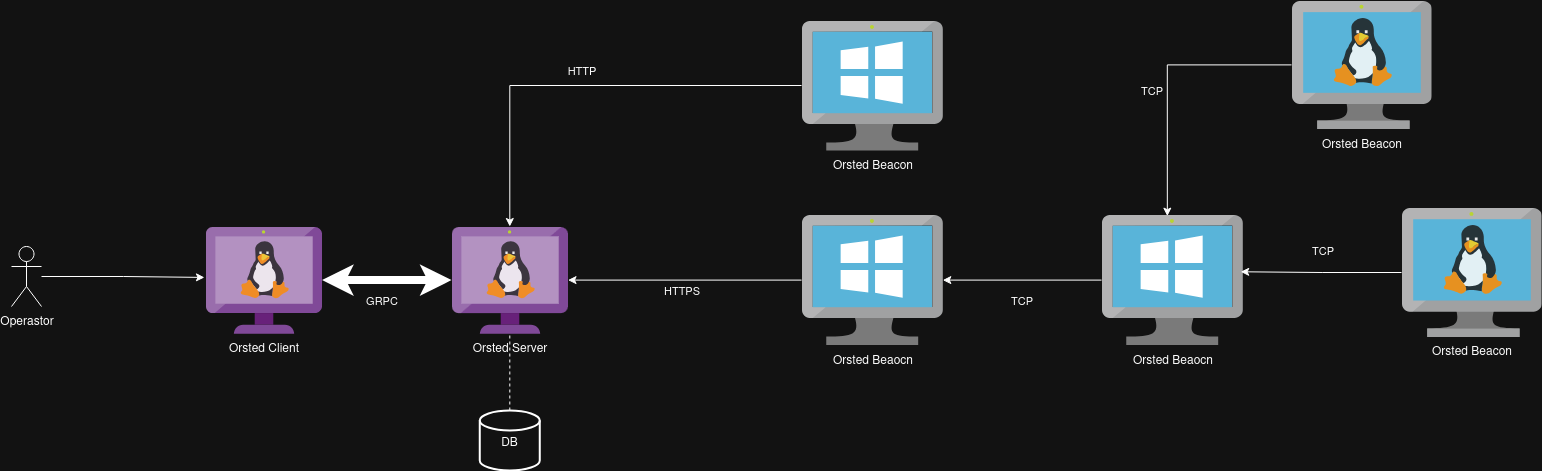 HTTP
Orsted Beacon
TCP
Orsted Beacon
Operastor
Orsted Client
GRPC
Orsted Server
DB
HTTPS
Orsted Beaocn
TCP
Orsted Beaocn
TCP
Orsted Beacon